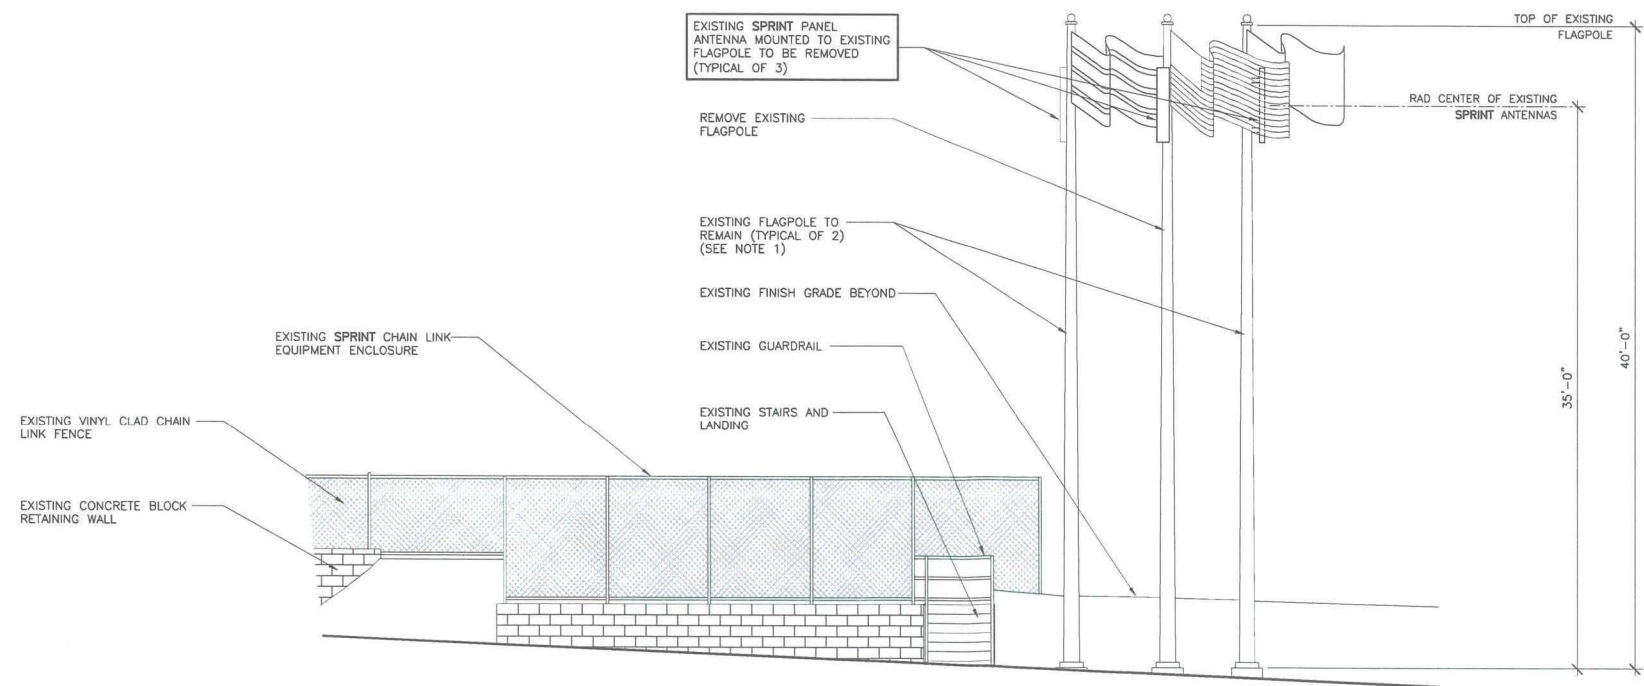 EXISTING SPRINT PANEL
ANTENNA MOUNTED TO EXISTING
FLAGPOLE TO BE REMOVED
(TYPICAL OF 3)
TOP OF EXISTING
FLAGPOLE
RAD CENTER OF EXISTING
SPRINT ANTENNAS
REMOVE EXISTING
FLAGPOLE
EXISTING FLAGPOLE TO
REMAIN (TYPICAL OF 2)
(SEE NOTE 1)
EXISTING FINISH GRADE BEYOND
EXISTING SPRINT CHAIN LINK
EQUIPMENT ENCLOSURE
EXISTING GUARDRAIL
40'-0"
35'-0"
EXISTING STAIRS AND
LANDING
EXISTING VINYL CLAD CHAIN
LINK FENCE
EXISTING CONCRETE BLOCK
RETAINING WALL